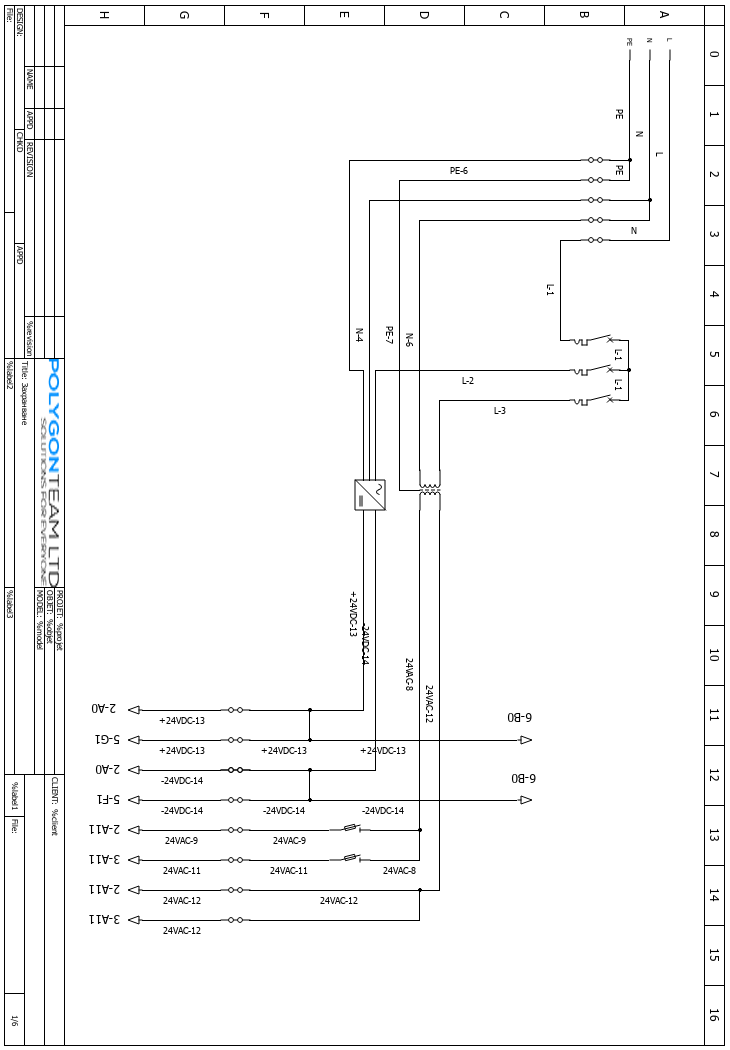 H G F E D C B A
0
1
2
3
4
5
6
7
8
9
10
11
12
13
14
15
16
PE
N
L
PE
N
L
PE
PE-6
N
L-1
L-1
L-1
N-4
PE-7
N-6
L-2
L-3
+24VDC-13
-24VDC-14
24VAC-8
24VAC-12
2-A0
+24VDC-13
6-B0
5-G1
+24VDC-13
+24VDC-13
+24VDC-13
2-A0
-24VDC-14
6-B0
5-F1
-24VDC-14
-24VDC-14
-24VDC-14
2-A11
24VAC-9
24VAC-9
3-A11
24VAC-11
24VAC-11
24VAC-8
2-A11
24VAC-12
24VAC-12
3-A11
24VAC-12
NAME
APPD
REVISION
%revision
DESIGN:
CHKD
APPD
File:
%label2
Title: Захранване
POLYGONTEAM LTD
SOLUTIONS FOR EVERYONE
PROJET: %projet
OBJET: %objet
MODEL: %model
%label3
CLIENT: %client
%label1
File:
1/6